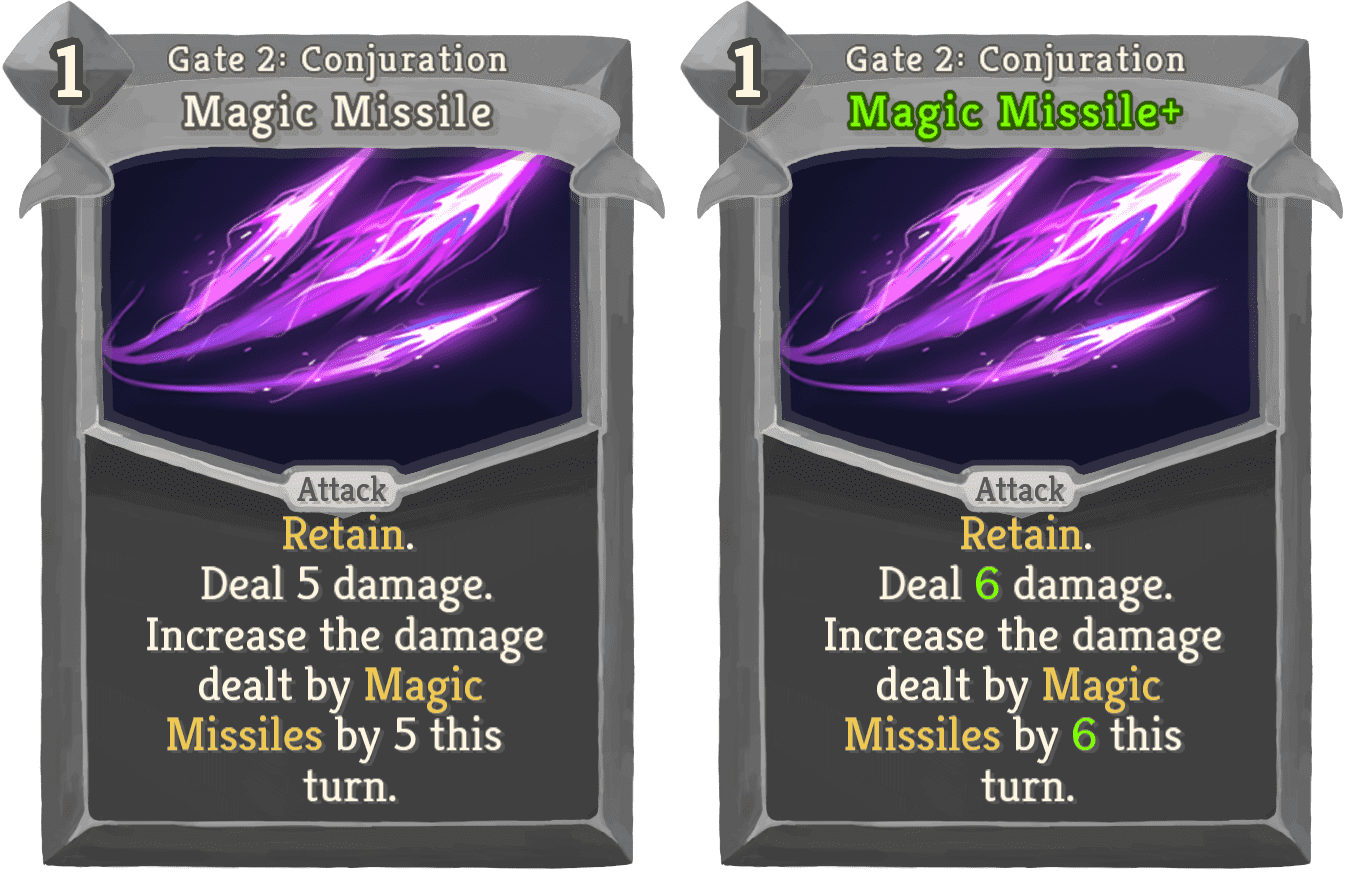 1
Gate 2: Conjuration
Magic Missile
Attack
Retain.
Deal 5 damage.
Increase the damage
dealt by Magic
Missiles by 5 this
turn.
1
Gate 2: Conjuration
Magic Missile+
Attack
Retain.
Deal 6 damage.
Increase the damage
dealt by Magic
Missiles by 6 this
turn.